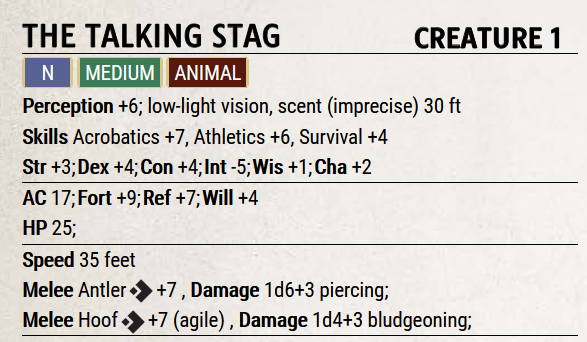 THE TALKING STAG CREATURE 1
N MEDIUM ANIMAL
Perception +6; low-light vision, scent (imprecise) 30 ft
Skills Acrobatics +7, Athletics +6, Survival +4
Str +3; Dex +4; Con +4; Int -5; Wis +1; Cha +2
AC 17; Fort +9; Ref +7; Will +4
HP 25;
Speed 35 feet
Melee Antler +7 , Damage 1d6+3 piercing;
Melee Hoof +7 (agile) , Damage 1d4+3 bludgeoning;